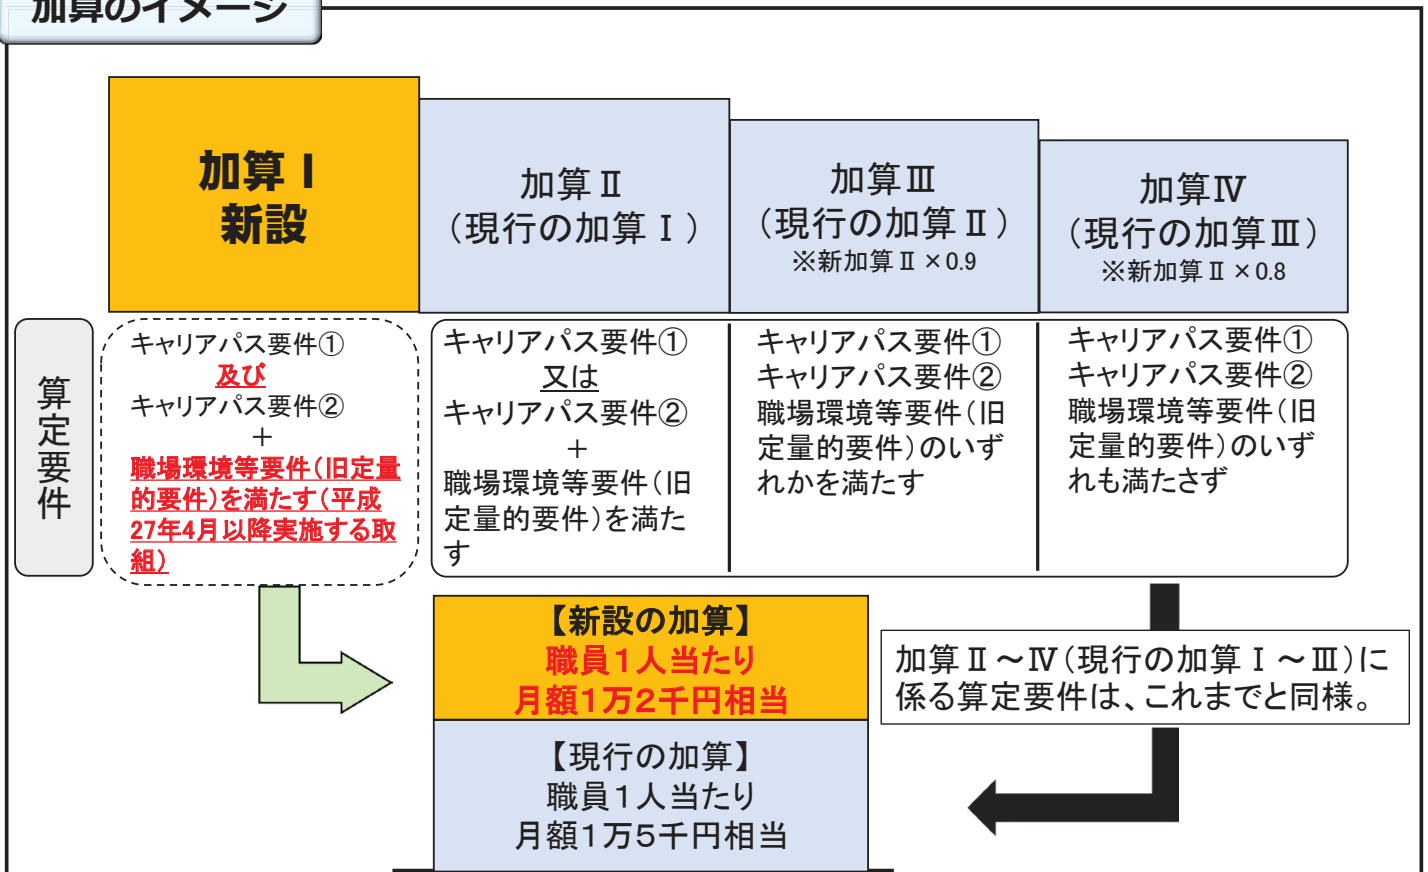 加算のイメージ
加算Ⅰ
新設
加算Ⅱ
（現行の加算Ⅰ）
加算Ⅲ
（現行の加算Ⅱ）
※新加算Ⅱ×0.9
加算Ⅳ
（現行の加算Ⅲ）
※新加算Ⅱ×0.8
算定要件
キャリアパス要件①
及び
キャリアパス要件②
＋
職場環境等要件（旧定量
的要件）を満たす（平成
27年4月以降実施する取
組）
キャリアパス要件①
又は
キャリアパス要件②
＋
職場環境等要件（旧
定量的要件）を満た
す
キャリアパス要件①
キャリアパス要件②
職場環境等要件（旧
定量的要件）のいず
れかを満たす
キャリアパス要件①
キャリアパス要件②
職場環境等要件（旧
定量的要件）のいず
れも満たさず
【新設の加算】
職員１人当たり
月額１万２千円相当
【現行の加算】
職員１人当たり
月額１万５千円相当
加算Ⅱ～Ⅳ（現行の加算Ⅰ～Ⅲ）に
係る算定要件は、これまでと同様。